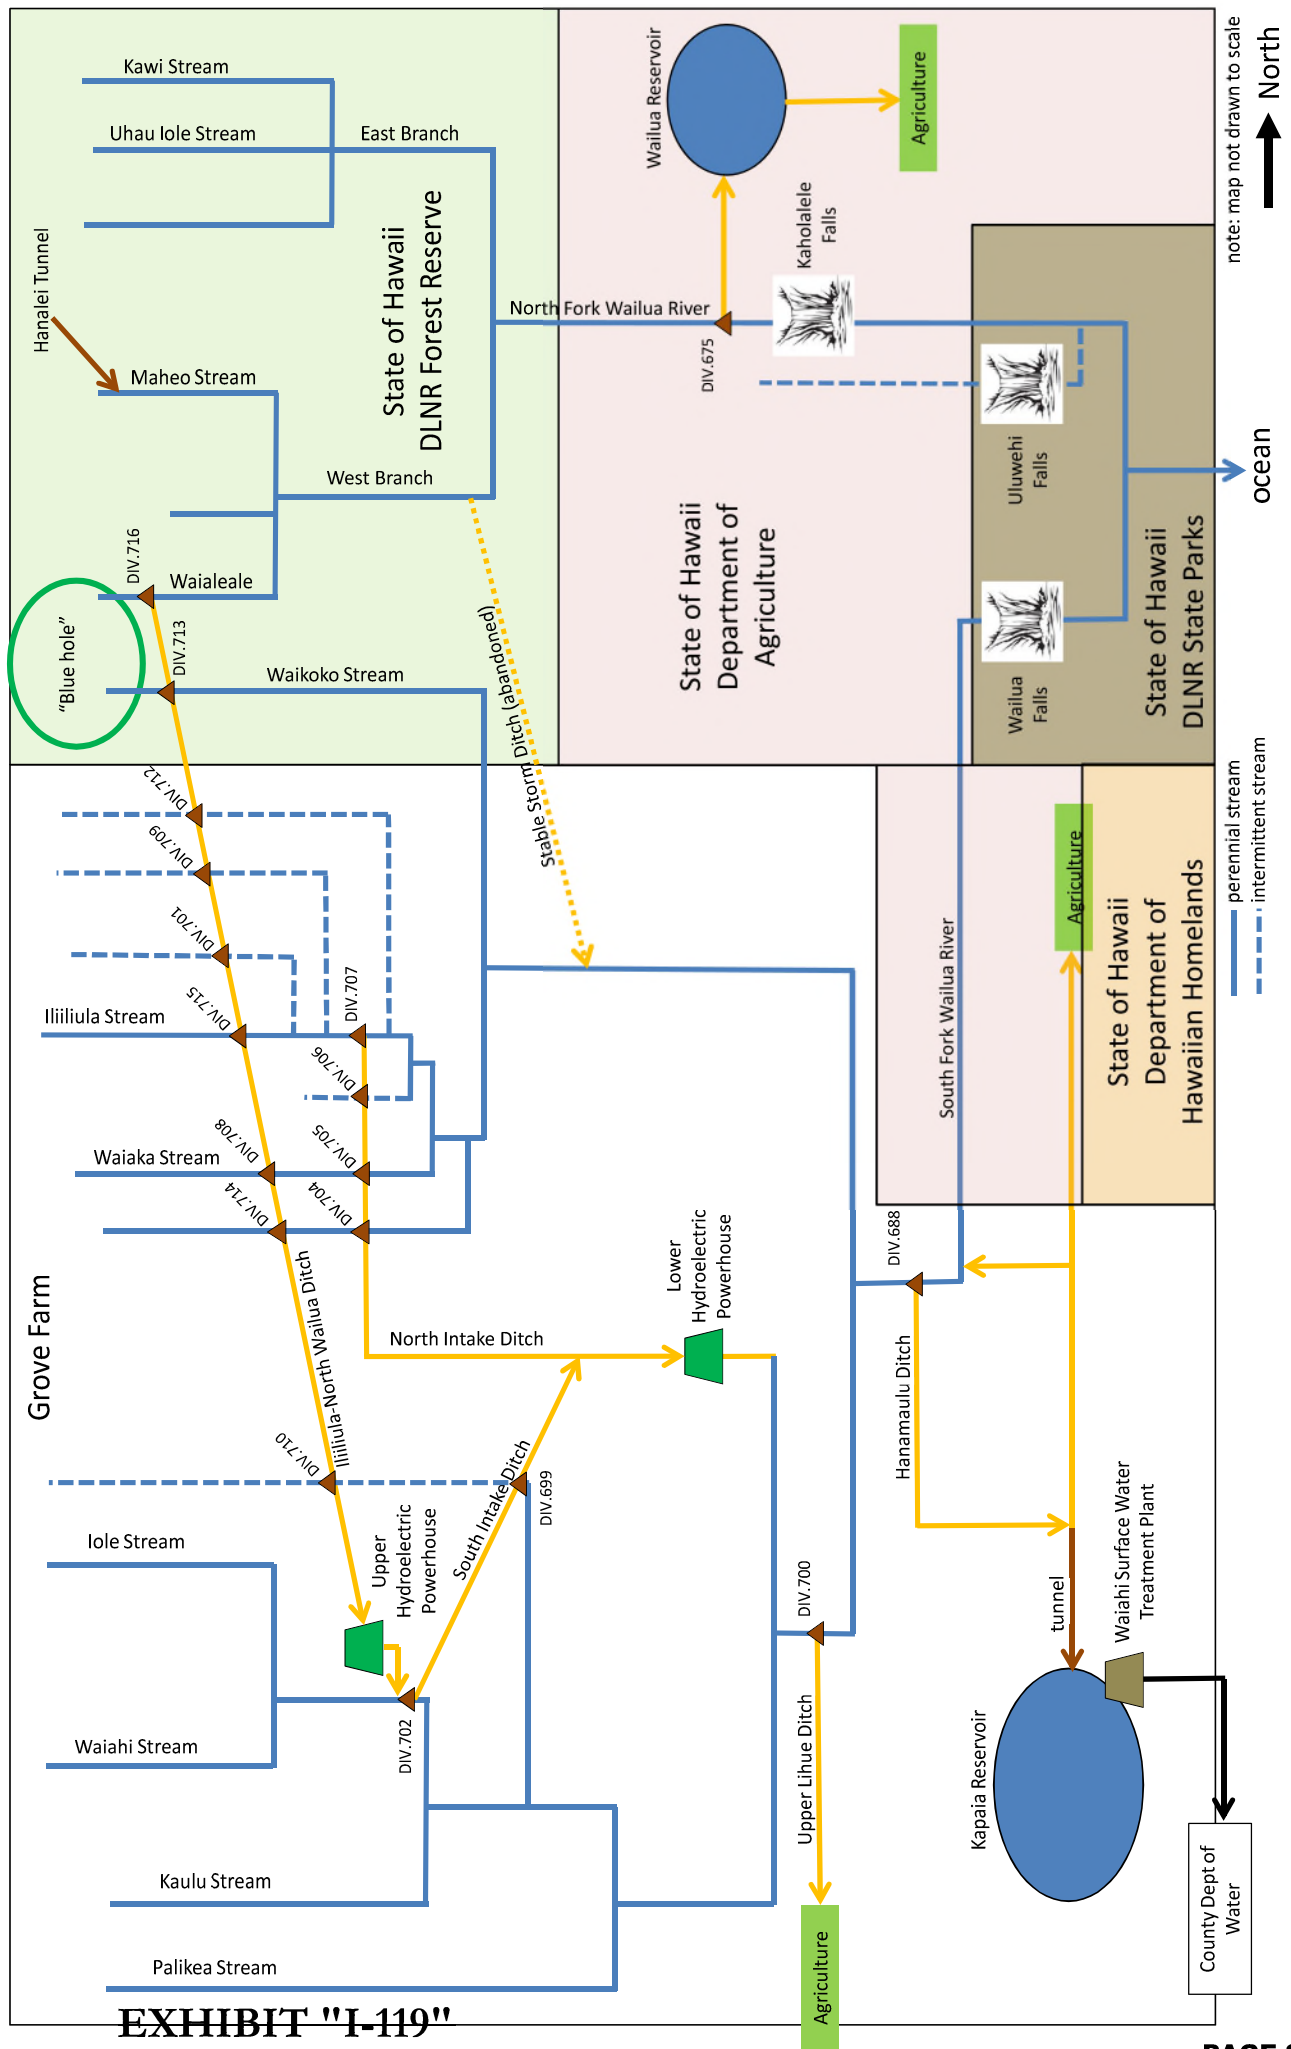 Kawi Stream
Uhau Iole Stream
East Branch
Hanalei Tunnel
Maheo Stream
State of Hawaii
DLNR Forest Reserve
West Branch
North Fork Wailua River
DIV.716
Waialeale
"Blue hole"
DIV.713
Waikoko Stream
Wailua Reservoir
Agriculture
Kaholalele
Falls
DIV.675
Uluwehi
Falls
Wailua
Falls
State of Hawaii
Department of
Agriculture
State of Hawaii
DLNR State Parks
note: map not drawn to scale
North
ocean
perennial stream
intermittent stream
Stable Storm Ditch (abandoned)
DIV.712
DIV.709
DIV.701
DIV.715
Iliiliula Stream
DIV.707
DIV.706
DIV.708
DIV.705
Waiaka Stream
DIV.714
DIV.704
Grove Farm
Iliiliula-North Wailua Ditch
North Intake Ditch
Lower
Hydroelectric
Powerhouse
DIV.710
South Intake Ditch
DIV.699
Iole Stream
Upper
Hydroelectric
Powerhouse
Waiahi Stream
DIV.702
Kaulu Stream
Palikea Stream
South Fork Wailua River
Agriculture
State of Hawaii
Department of
Hawaiian Homelands
DIV.688
Hanamaulu Ditch
DIV.700
Upper Lihue Ditch
Agriculture
tunnel
Waiahi Surface Water
Treatment Plant
Kapaia Reservoir
County Dept of
Water
EXHIBIT "I-119"